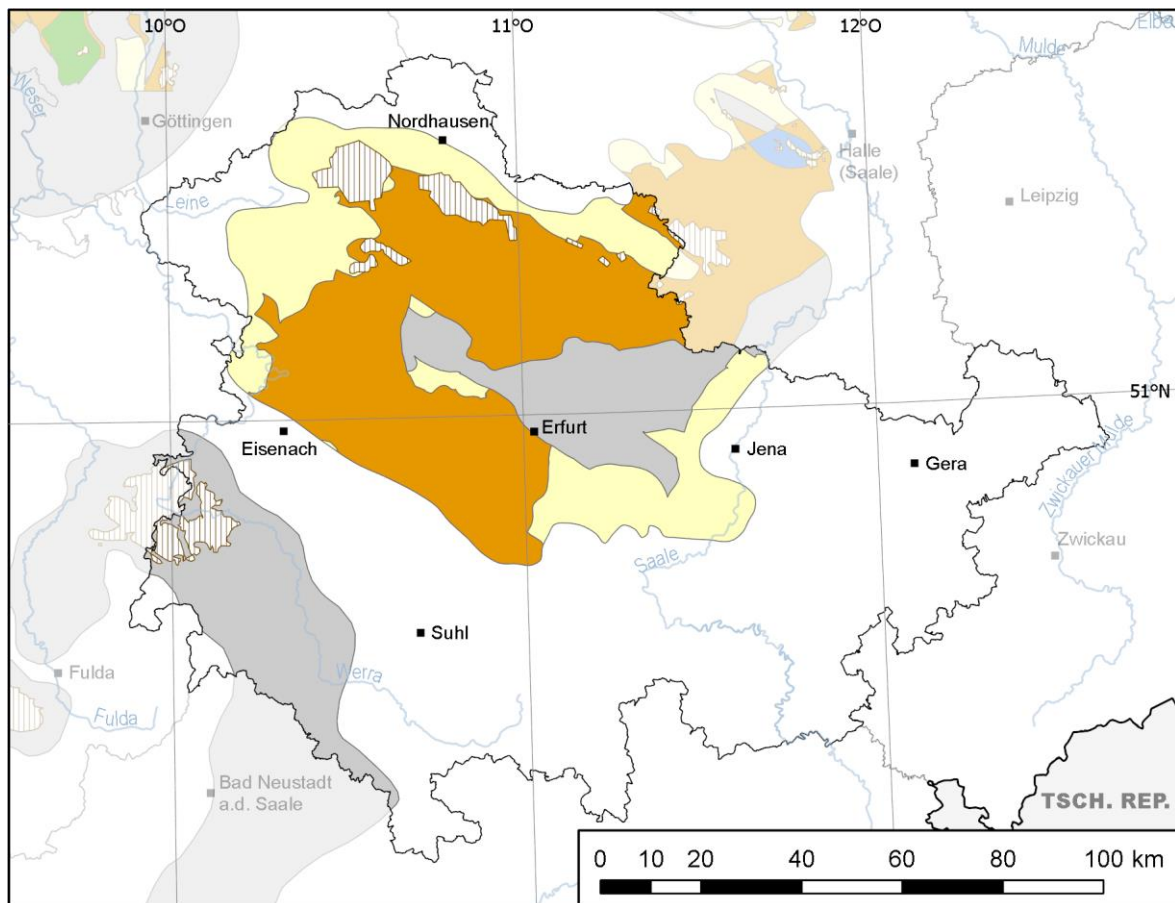 10°O
11°O
12°O
Elbe
Mulde
Weser
Göttingen
Nordhausen
Halle
(Saale)
Leipzig
Leine
51°N
Eisenach
Erfurt
Jena
Gera
Zwickauer Mulde
Zwickau
Saale
Suhl
Fulda
Werra
Fulda
Bad Neustadt
a.d. Saale
TSCH. REP.
0 10 20 40 60 80 100 km